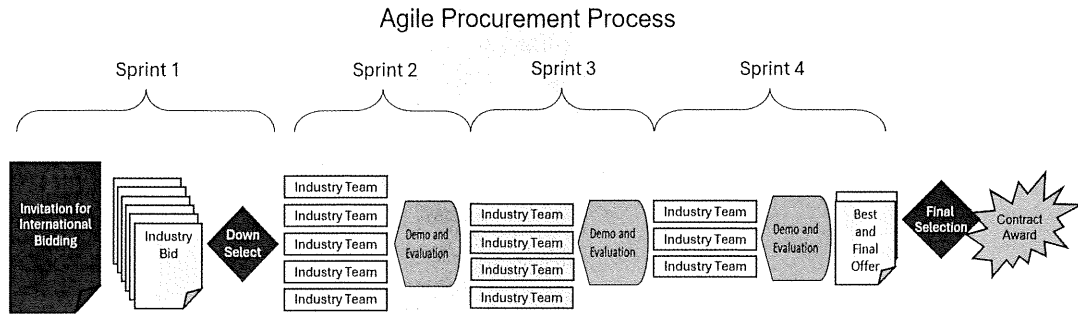 Agile Procurement Process
Sprint 1
Sprint 2
Sprint 3
Sprint 4
Invitation for
International
Bidding
Industry
Bid
Down
Select
Industry Team
Industry Team
Industry Team
Industry Team
Industry Team
Demo and
Evaluation
Industry Team
Industry Team
Industry Team
Industry Team
Demo and
Evaluation
Industry Team
Industry Team
Industry Team
Demo and
Evaluation
Best
and
Final
Offer
Final
Selection
Contract
Award